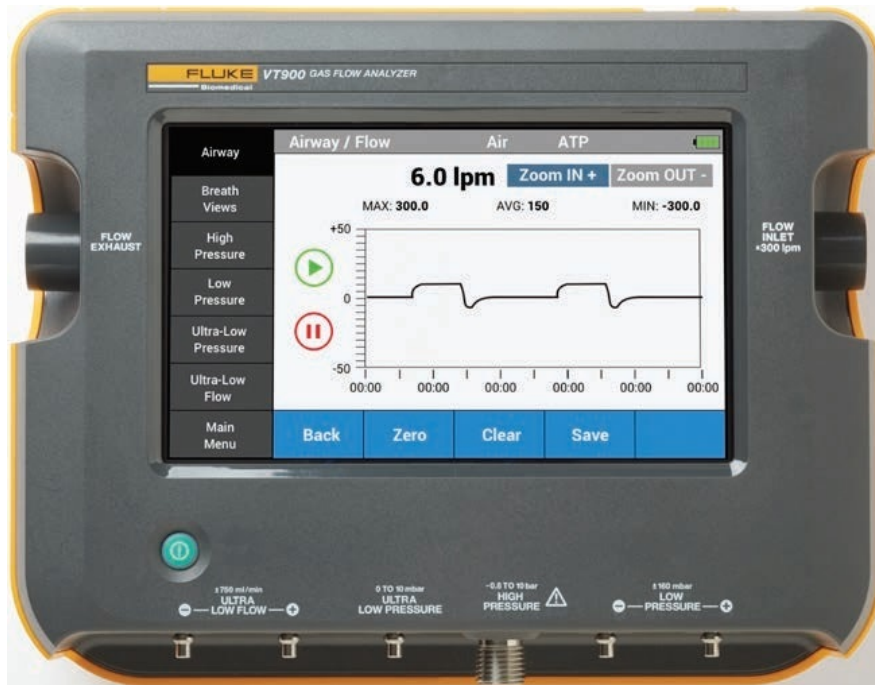 FLUKE VT900 GAS FLOW ANALYZER
Biomedical
Airway
Breath
Views
High
Pressure
Low
Pressure
Ultra-Low
Pressure
Ultra-Low
Flow
Main
Menu
Airway / Flow Air ATP
6.0 lpm Zoom IN + Zoom OUT -
MAX: 300.0 AVG: 150 MIN: -300.0
+50
0
-50
00:00 00:00 00:00 00:00 00:00 00:00
Back Zero Clear Save
FLOW
EXHAUST
FLOW
INLET
±300 lpm
±750 ml/min
ULTRA
LOW FLOW
0 TO 10 mbar
ULTRA
LOW PRESSURE
-0.8 TO 10 bar
HIGH
PRESSURE
±160 mbar
LOW
PRESSURE